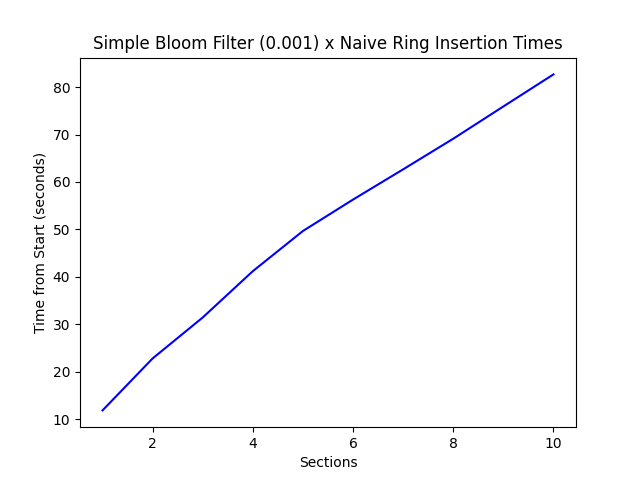 Simple Bloom Filter (0.001) x Naive Ring Insertion Times
80
70
60
50
40
30
20
10
Time from Start (seconds)
2 4 6 8 10
Sections